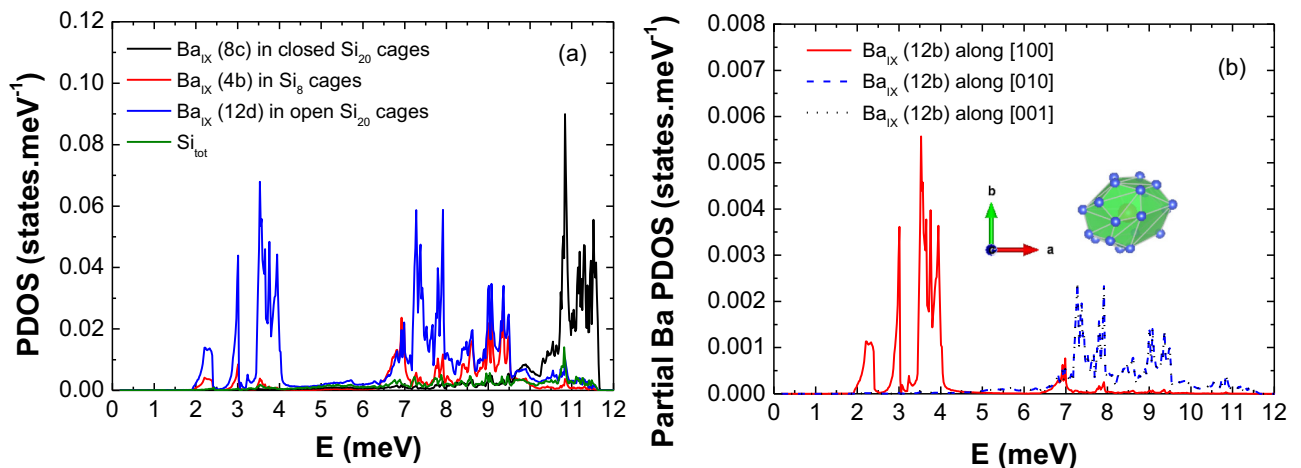 0.12
0.10
0.08
0.06
0.04
0.02
0.00
PDOS (states.meV⁻¹)
Ba_IX (8c) in closed Si₂₀ cages
Ba_IX (4b) in Si₈ cages
Ba_IX (12d) in open Si₂₀ cages
Si_tot
(a)
0 1 2 3 4 5 6 7 8 9 10 11 12
E (meV)
0.008
0.007
0.006
0.005
0.004
0.003
0.002
0.001
0.000
Partial Ba PDOS (states.meV⁻¹)
Ba_IX (12b) along [100]
Ba_IX (12b) along [010]
Ba_IX (12b) along [001]
(b)
b
a
0 1 2 3 4 5 6 7 8 9 10 11 12
E (meV)